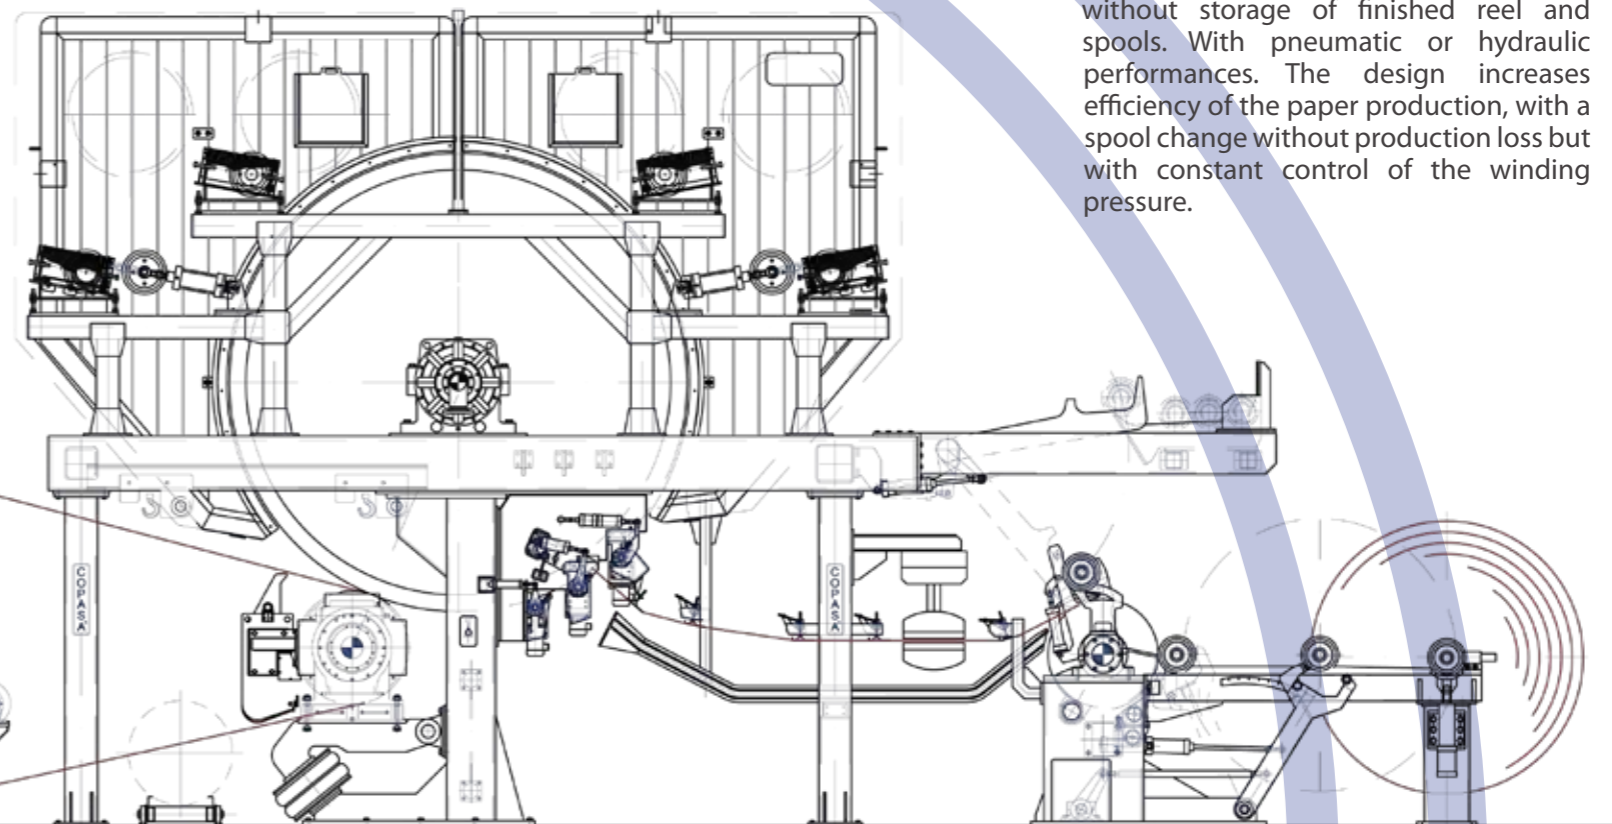 without storage of finished reel and
spools. With pneumatic or hydraulic
performances. The design increases
efficiency of the paper production, with a
spool change without production loss but
with constant control of the winding
pressure.
COPASA
COPASA